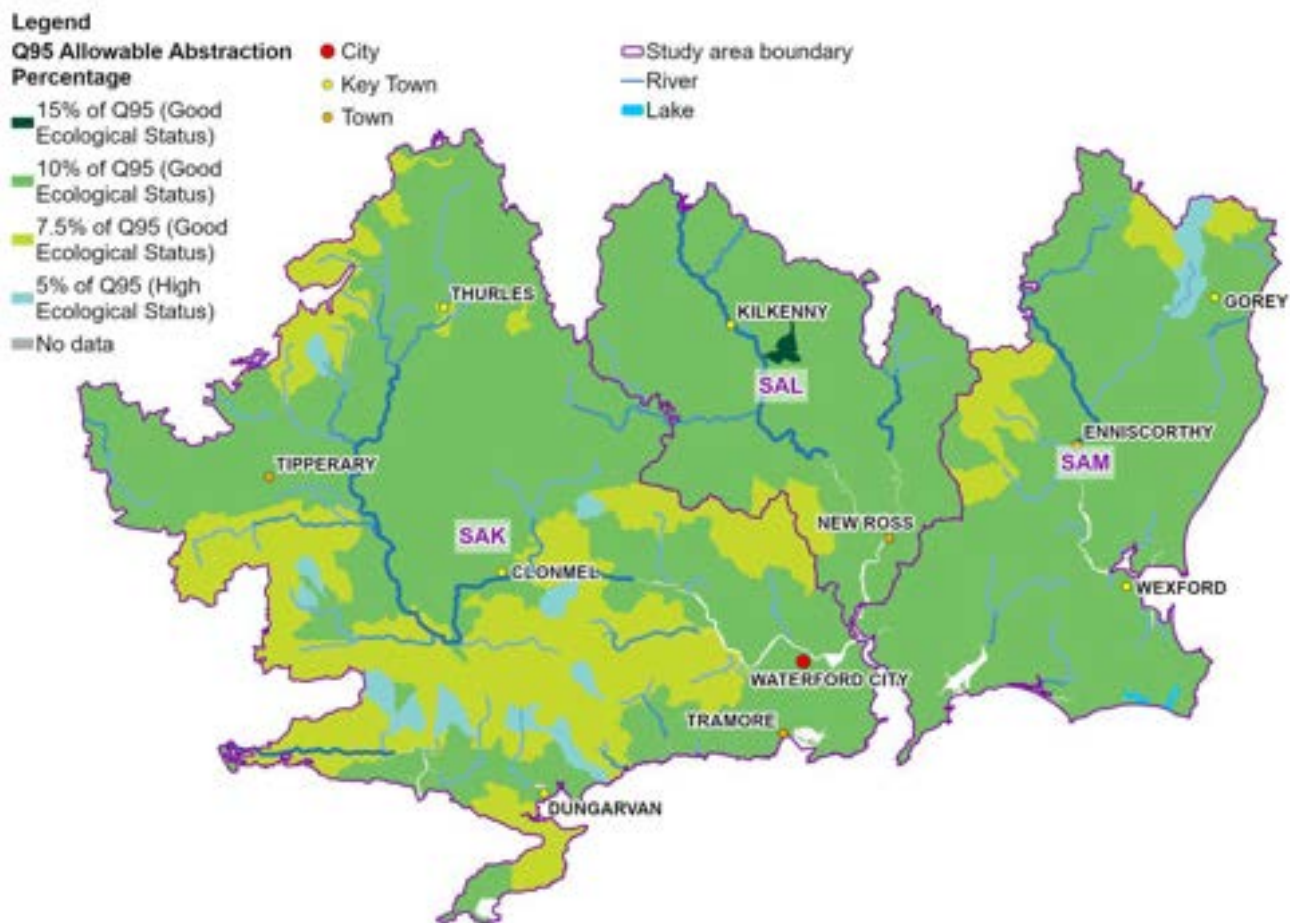 Legend
Q95 Allowable Abstraction
Percentage
15% of Q95 (Good
Ecological Status)
10% of Q95 (Good
Ecological Status)
7.5% of Q95 (Good
Ecological Status)
5% of Q95 (High
Ecological Status)
No data
City
Key Town
Town
Study area boundary
River
Lake
THURLES
KILKENNY
GOREY
SAL
ENNISCORTHY
SAM
TIPPERARY
NEW ROSS
SAK
CLONMEL
WEXFORD
WATERFORD CITY
TRAMORE
DUNGARVAN